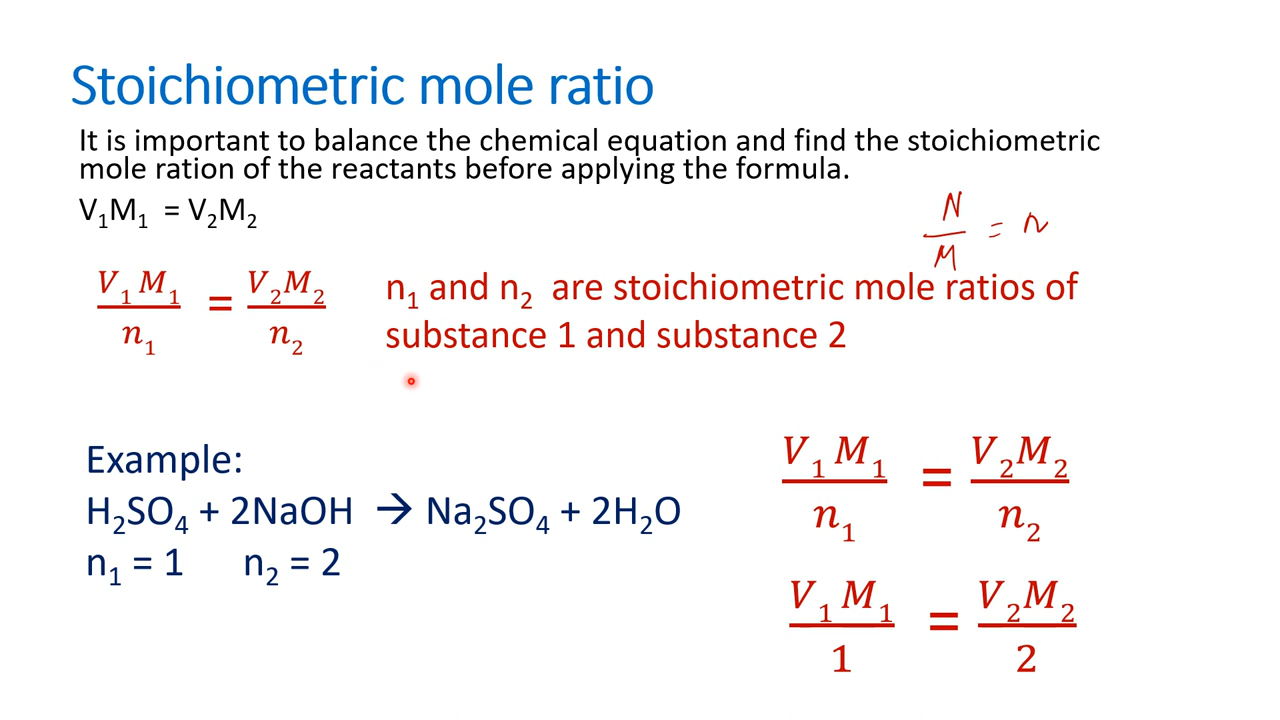 Stoichiometric mole ratio
It is important to balance the chemical equation and find the stoichiometric
mole ration of the reactants before applying the formula.
V₁M₁ = V₂M₂
N/M = n
V₁M₁/n₁ = V₂M₂/n₂
n₁ and n₂ are stoichiometric mole ratios of
substance 1 and substance 2
Example:
H₂SO₄ + 2NaOH → Na₂SO₄ + 2H₂O
n₁ = 1 n₂ = 2
V₁M₁/n₁ = V₂M₂/n₂
V₁M₁/1 = V₂M₂/2